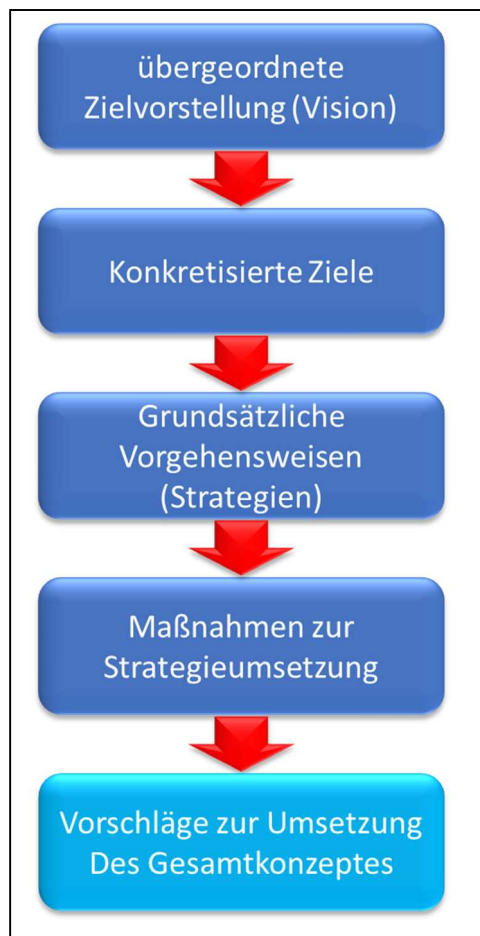 übergeordnete
Zielvorstellung (Vision)
Konkretisierte Ziele
Grundsätzliche
Vorgehensweisen
(Strategien)
Maßnahmen zur
Strategieumsetzung
Vorschläge zur Umsetzung
Des Gesamtkonzeptes